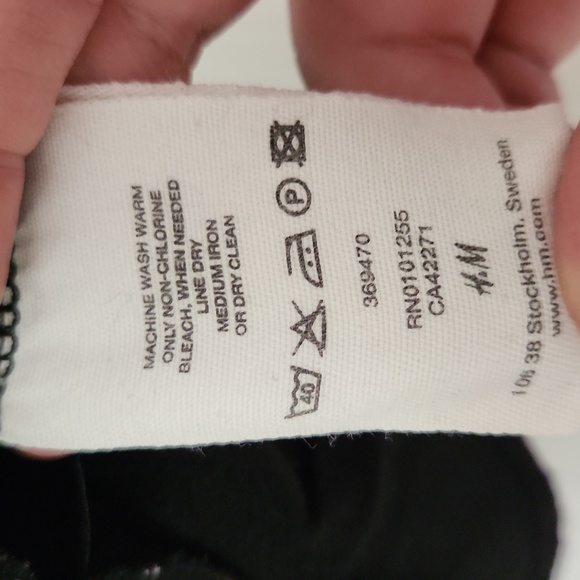 MACHINE WASH WARM
ONLY NON-CHLORINE
BLEACH, WHEN NEEDED
LINE DRY
MEDIUM IRON
OR DRY CLEAN
40 P
369470
RN0101255
CA42271
H&M
106 38 Stockholm, Sweden
www.hm.com